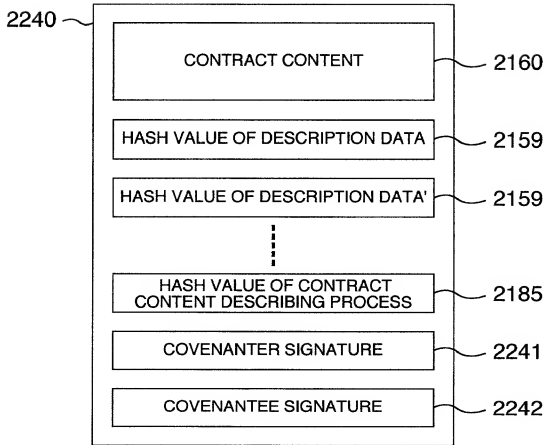 2240
CONTRACT CONTENT 2160
HASH VALUE OF DESCRIPTION DATA 2159
HASH VALUE OF DESCRIPTION DATA' 2159
HASH VALUE OF CONTRACT
CONTENT DESCRIBING PROCESS 2185
COVENANTER SIGNATURE 2241
COVENANTEE SIGNATURE 2242